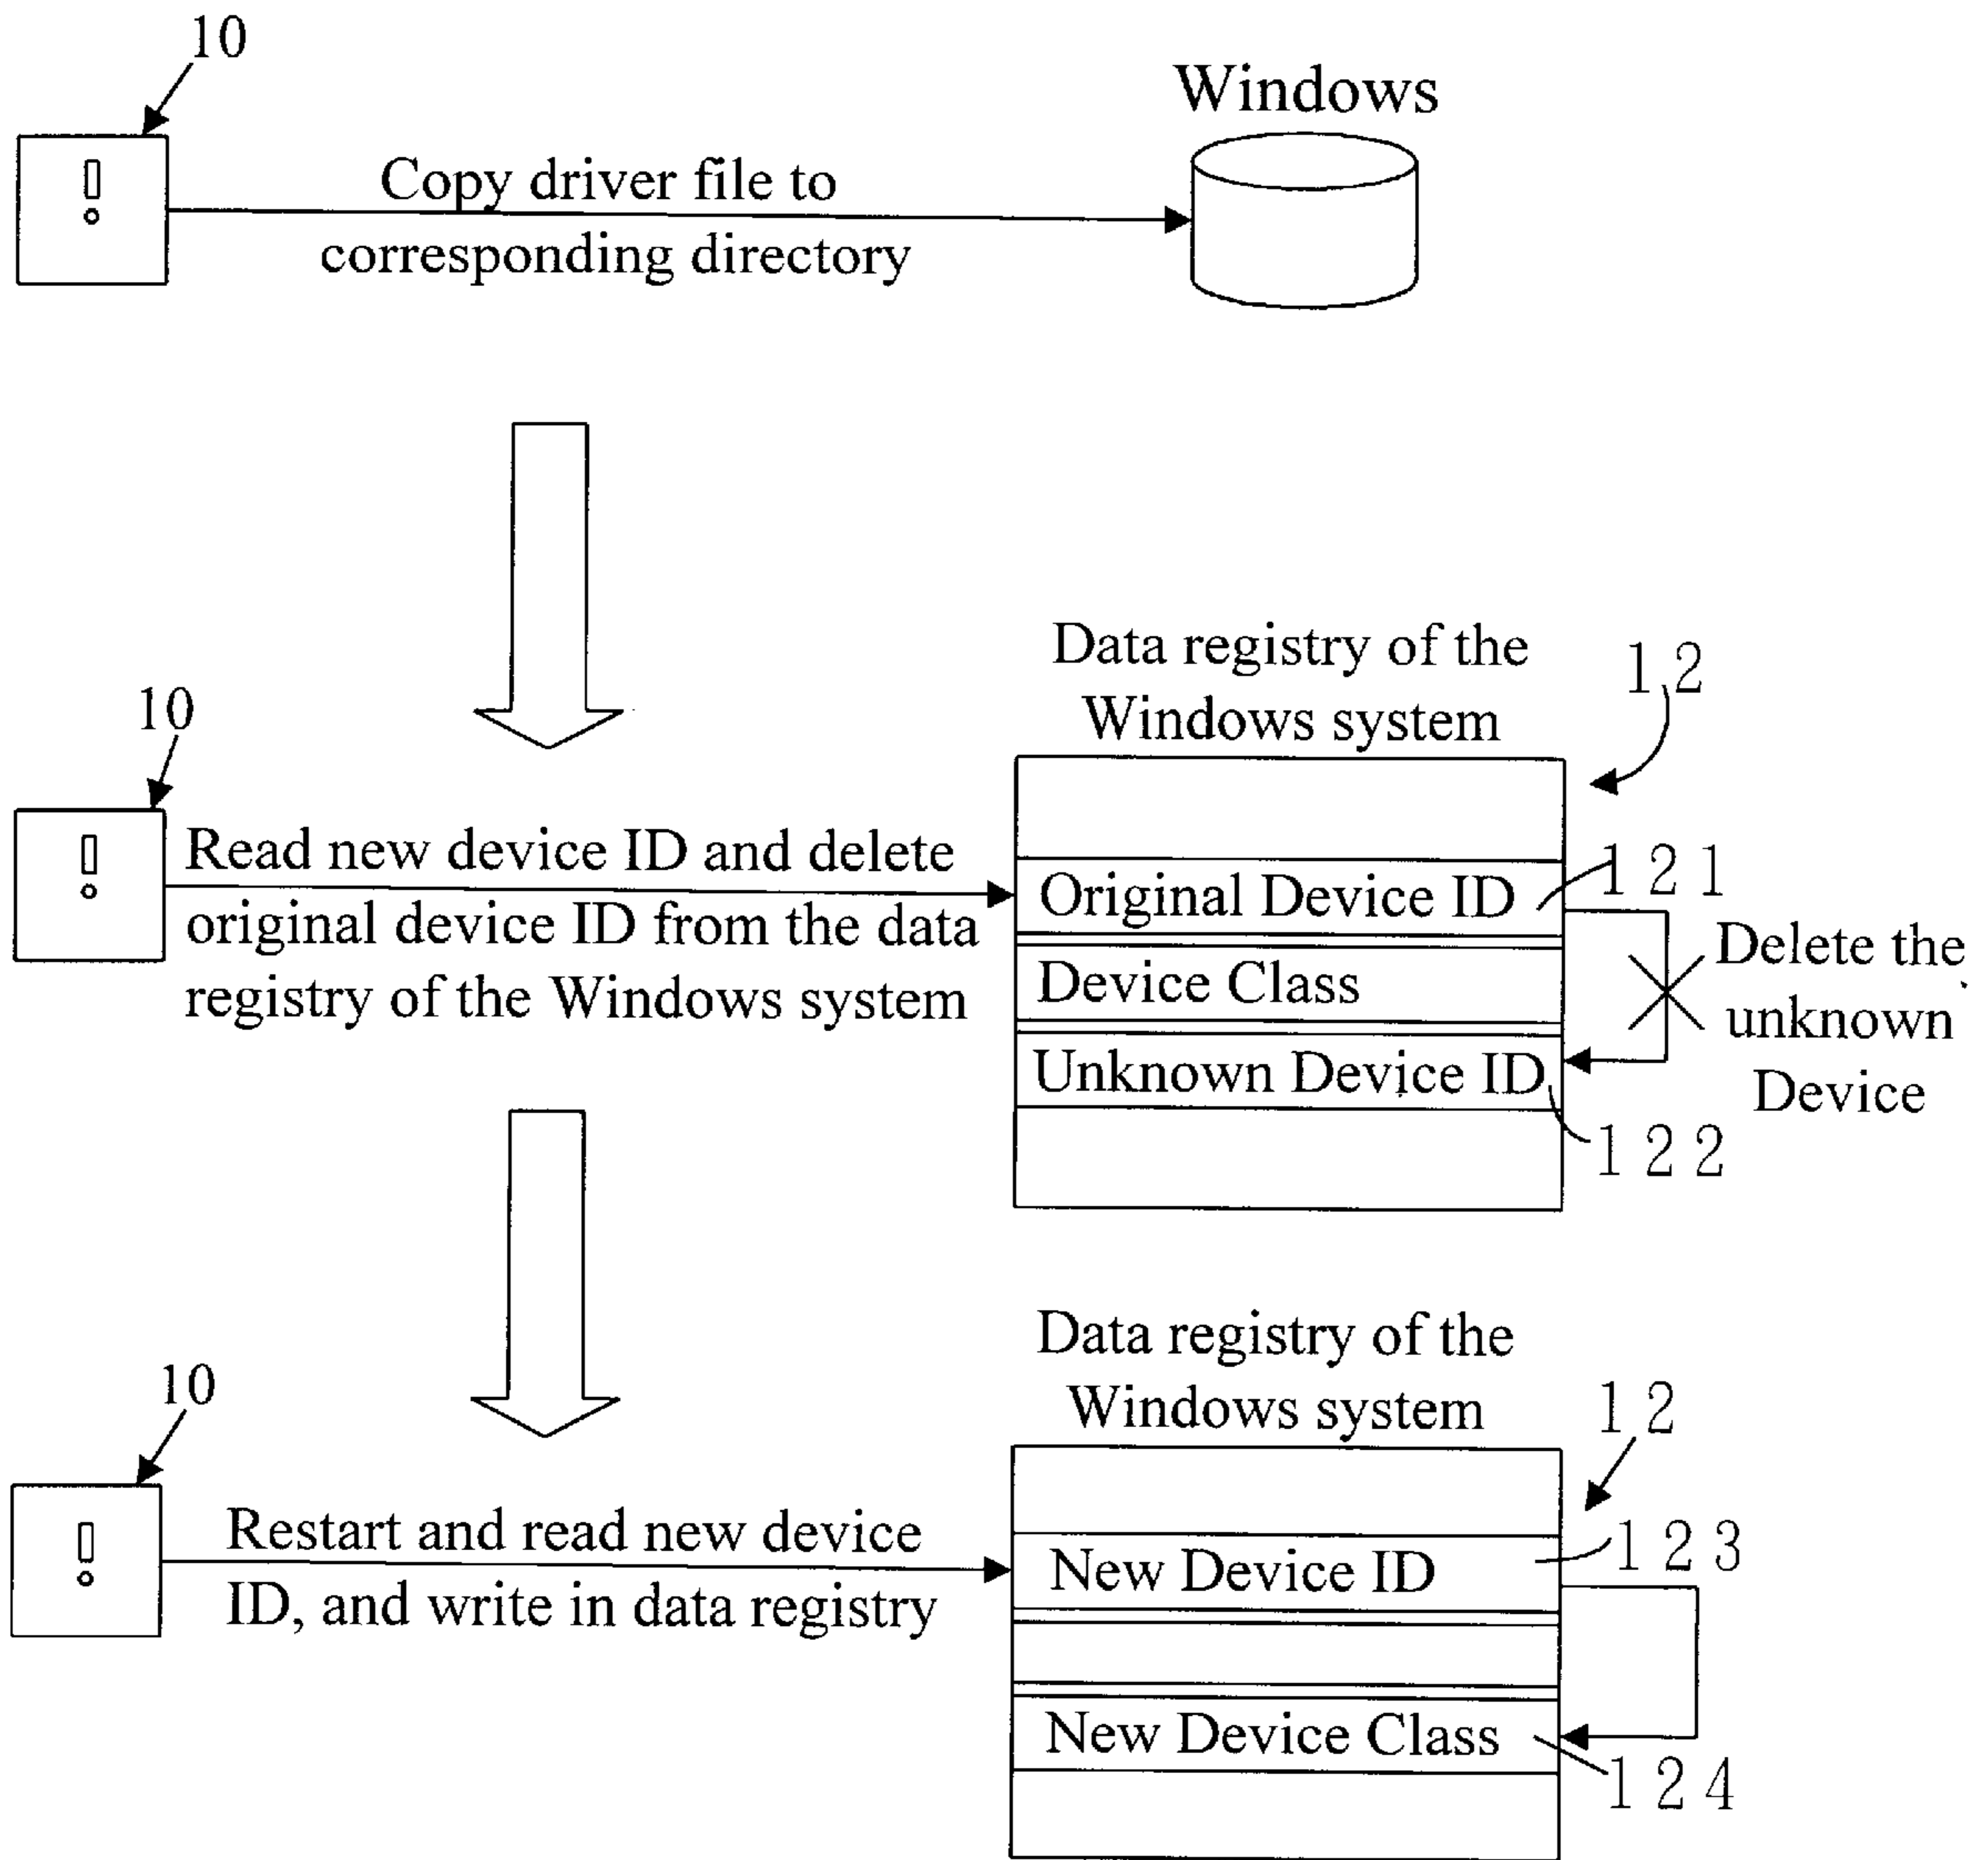 10
Windows
Copy driver file to
corresponding directory
Data registry of the
Windows system
12
10
Read new device ID and delete
original device ID from the data
registry of the Windows system
Original Device ID
121
Device Class
Unknown Device ID
122
Delete the
unknown
Device
Data registry of the
Windows system
12
10
Restart and read new device
ID, and write in data registry
New Device ID
123
New Device Class
124